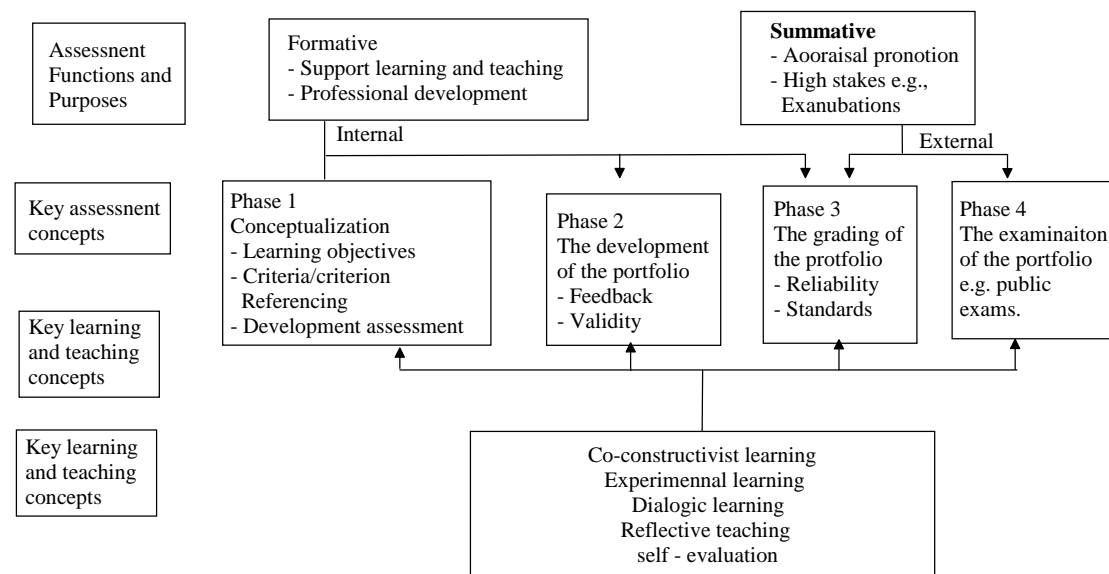 Assessnent
Functions and
Purposes
Formative
- Support learning and teaching
- Professional development
Summative
- Aooraisal pronotion
- High stakes e.g.,
Exanubations
Internal
External
Key assessnent
concepts
Phase 1
Conceptualization
- Learning objectives
- Criteria/criterion
Referencing
- Development assessment
Phase 2
The development
of the portfolio
- Feedback
- Validity
Phase 3
The grading of
the protfolio
- Reliability
- Standards
Phase 4
The examinaiton
of the portfolio
e.g. public
exams.
Key learning
and teaching
concepts
Key learning
and teaching
concepts
Co-constructivist learning
Experimennal learning
Dialogic learning
Reflective teaching
self - evaluation